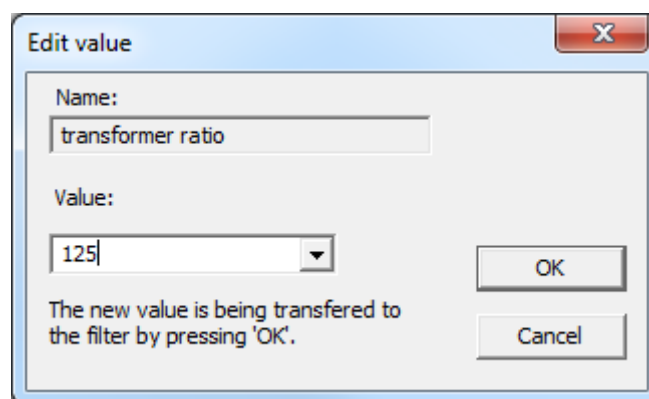 Edit value
Name:
transformer ratio
Value:
125
OK
The new value is being transfered to
the filter by pressing 'OK'.
Cancel